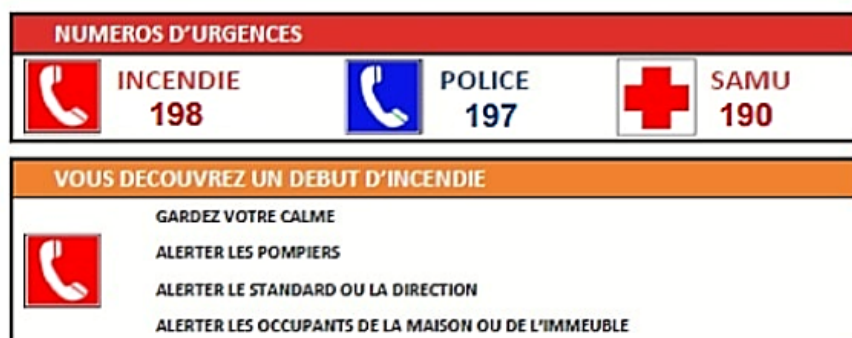 NUMEROS D'URGENCES
INCENDIE POLICE SAMU
198 197 190
VOUS DECOUVREZ UN DEBUT D'INCENDIE
GARDEZ VOTRE CALME
ALERTER LES POMPIERS
ALERTER LE STANDARD OU LA DIRECTION
ALERTER LES OCCUPANTS DE LA MAISON OU DE L'IMMEUBLE